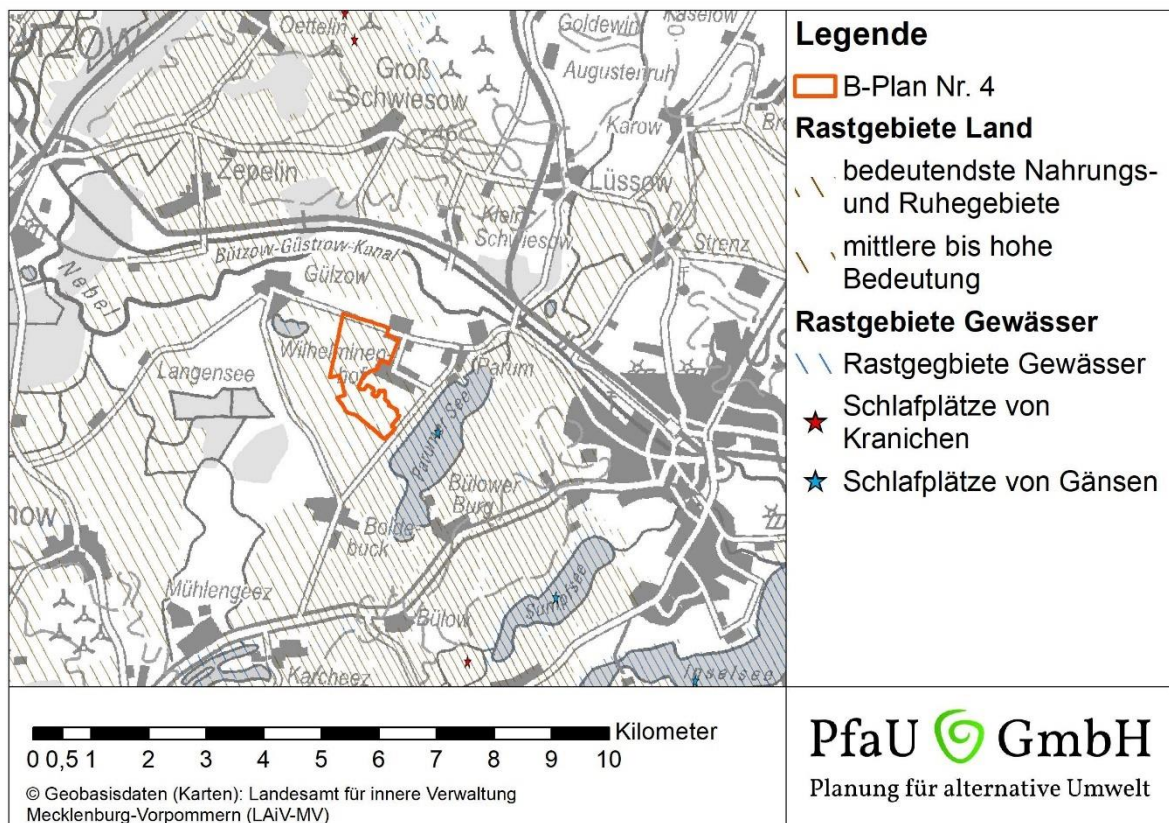 Oettelin
Goldewin
Kaselow
Groß
Schwiesow
Augustenruh
46
Karow
Zepelin
Lüssow
Klein
Schwiesow
Strenz
Bützow-Güstrow-Kanal
Nebel
Gülzow
Wilhelminen-
hof
Parum
Langensee
Parumer See
Bülower
Burg
Bolde-
buck
Mühlengeez
Sumpfsee
Bülow
Karcheez
Inselsee
Legende
B-Plan Nr. 4
Rastgebiete Land
bedeutendste Nahrungs-
und Ruhegebiete
mittlere bis hohe
Bedeutung
Rastgebiete Gewässer
Rastgegbiete Gewässer
Schlafplätze von
Kranichen
Schlafplätze von Gänsen
Kilometer
0 0,5 1 2 3 4 5 6 7 8 9 10
© Geobasisdaten (Karten): Landesamt für innere Verwaltung
Mecklenburg-Vorpommern (LAiV-MV)
PfaU GmbH
Planung für alternative Umwelt